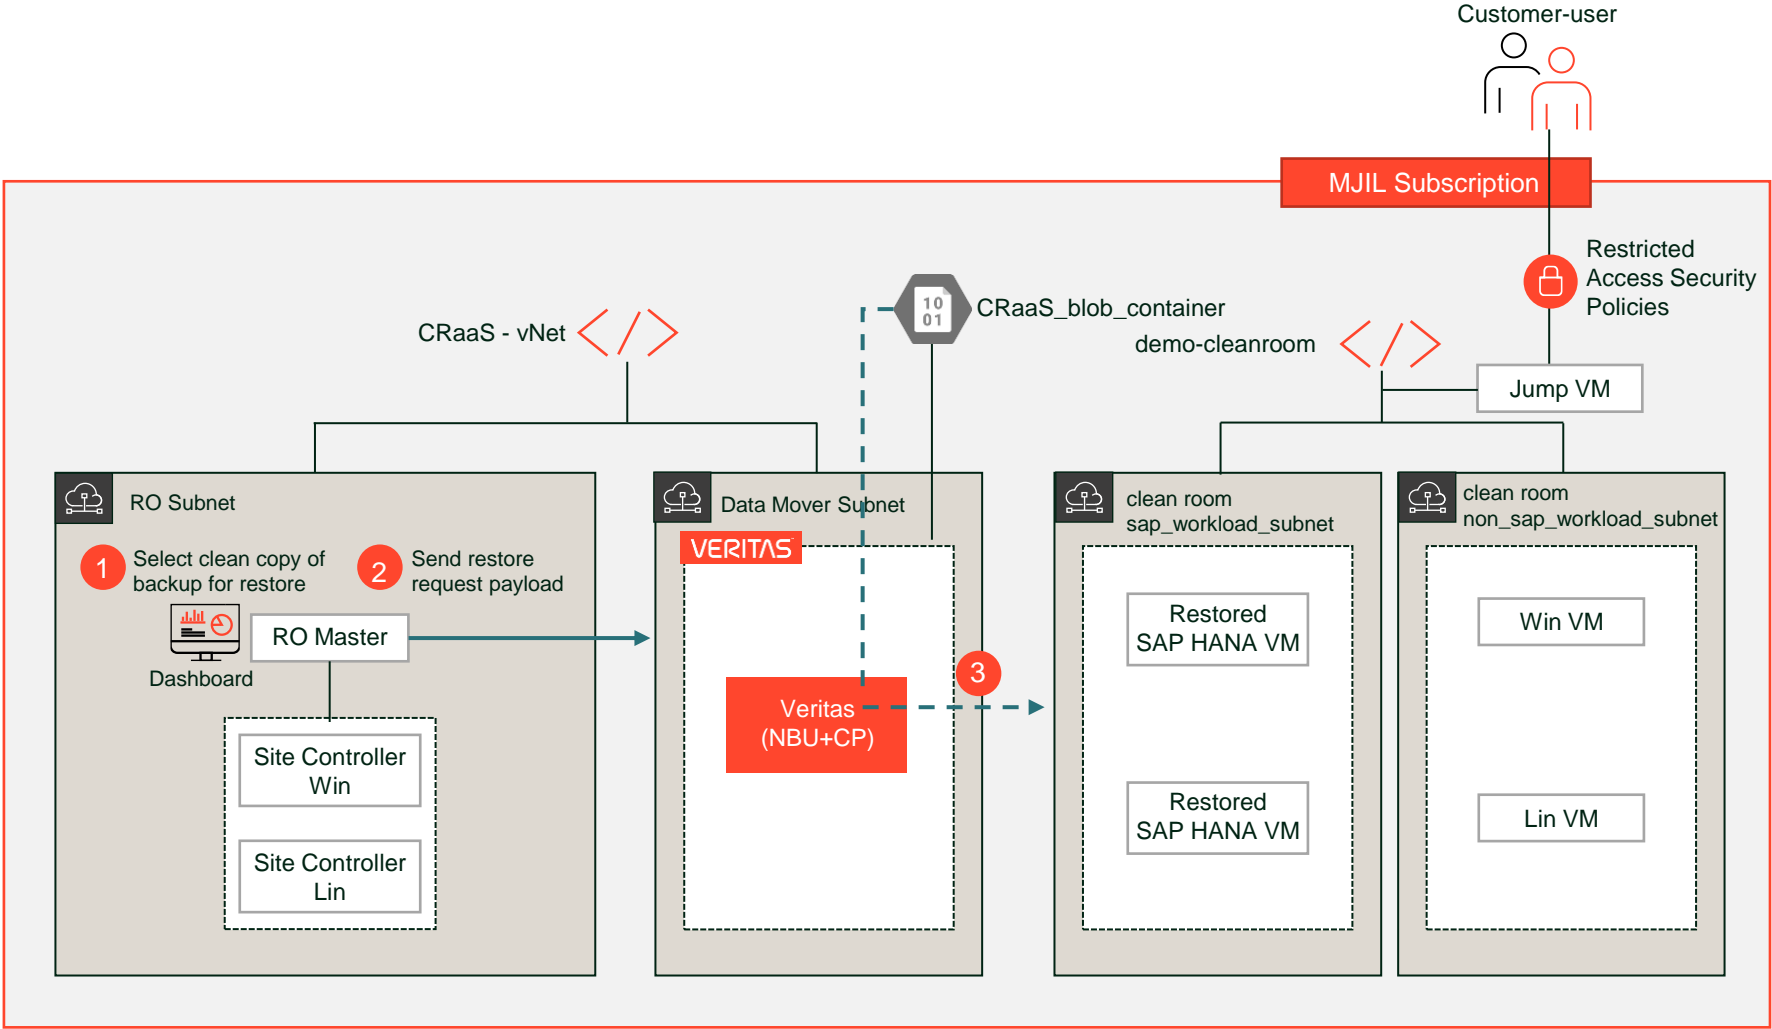 Customer-user
MJIL Subscription
Restricted
Access Security
Policies
10
01
CRaaS_blob_container
CRaaS - vNet
demo-cleanroom
Jump VM
RO Subnet
Data Mover Subnet
clean room
sap_workload_subnet
clean room
non_sap_workload_subnet
1
Select clean copy of
backup for restore
2
Send restore
request payload
VERITAS
Dashboard
RO Master
Site Controller
Win
Site Controller
Lin
Veritas
(NBU+CP)
3
Restored
SAP HANA VM
Restored
SAP HANA VM
Win VM
Lin VM